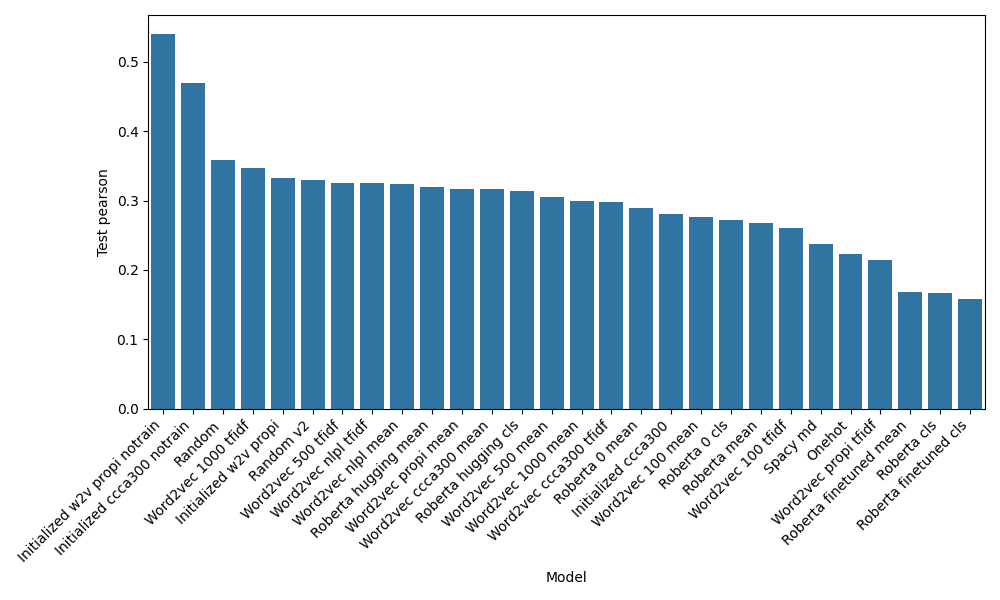 0.5
0.4
0.3
0.2
0.1
0.0
Test pearson
Initialized w2v propi notrain
Initialized ccca300 notrain
Random
Word2vec 1000 tfidf
Initialized w2v propi
Random v2
Word2vec 500 tfidf
Word2vec nlpl tfidf
Word2vec nlpl mean
Roberta hugging mean
Word2vec propi mean
Word2vec ccca300 mean
Roberta hugging cls
Word2vec 500 mean
Word2vec 1000 mean
Word2vec ccca300 tfidf
Roberta 0 mean
Initialized ccca300
Word2vec 100 mean
Roberta 0 cls
Roberta mean
Word2vec 100 tfidf
Spacy md
Onehot
Word2vec propi tfidf
Roberta finetuned mean
Roberta cls
Roberta finetuned cls
Model